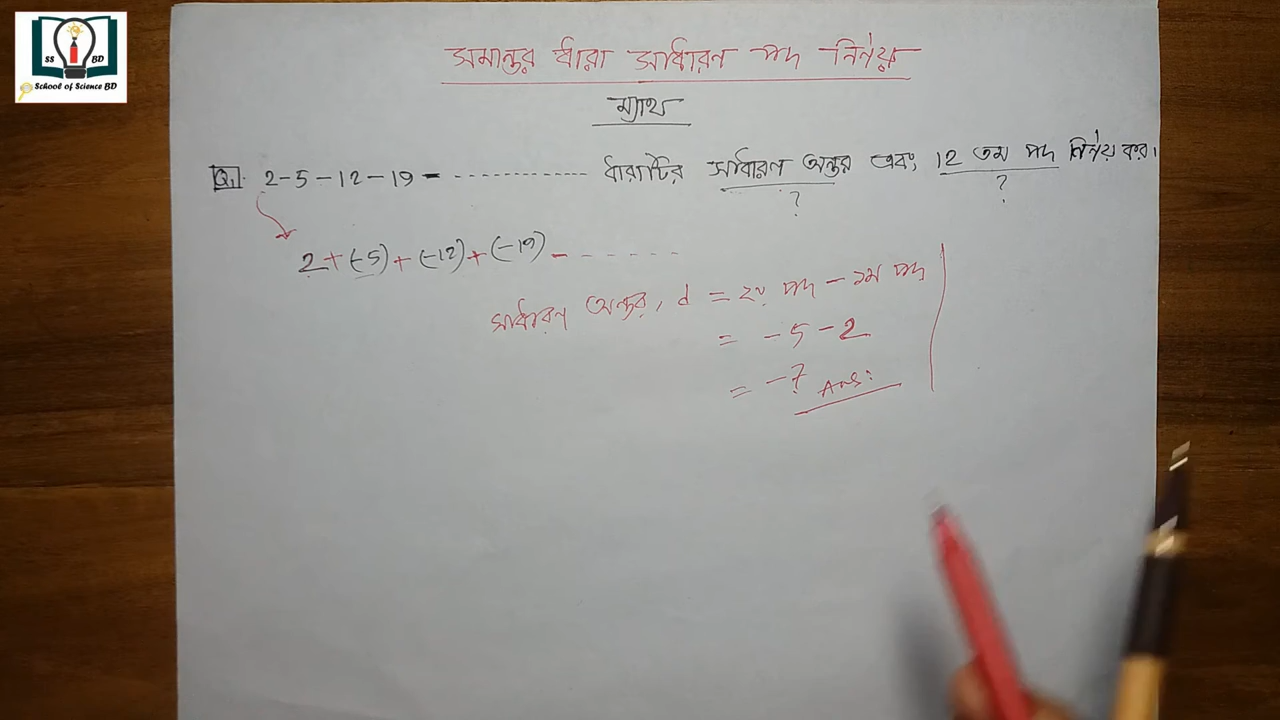 SS BD
School of Science BD
সমান্তর ধারা সাধারণ পদ নির্ণয়
ম্যাথ
Q1. 2-5-12-19- ............ ধারাটির সাধারণ অন্তর এবং 12 তম পদ নির্ণয় কর।
? ?
2+(-5)+(-12)+(-19) - ......
সাধারণ অন্তর, d = ২য় পদ - ১ম পদ
= -5-2
= -7 Ans: